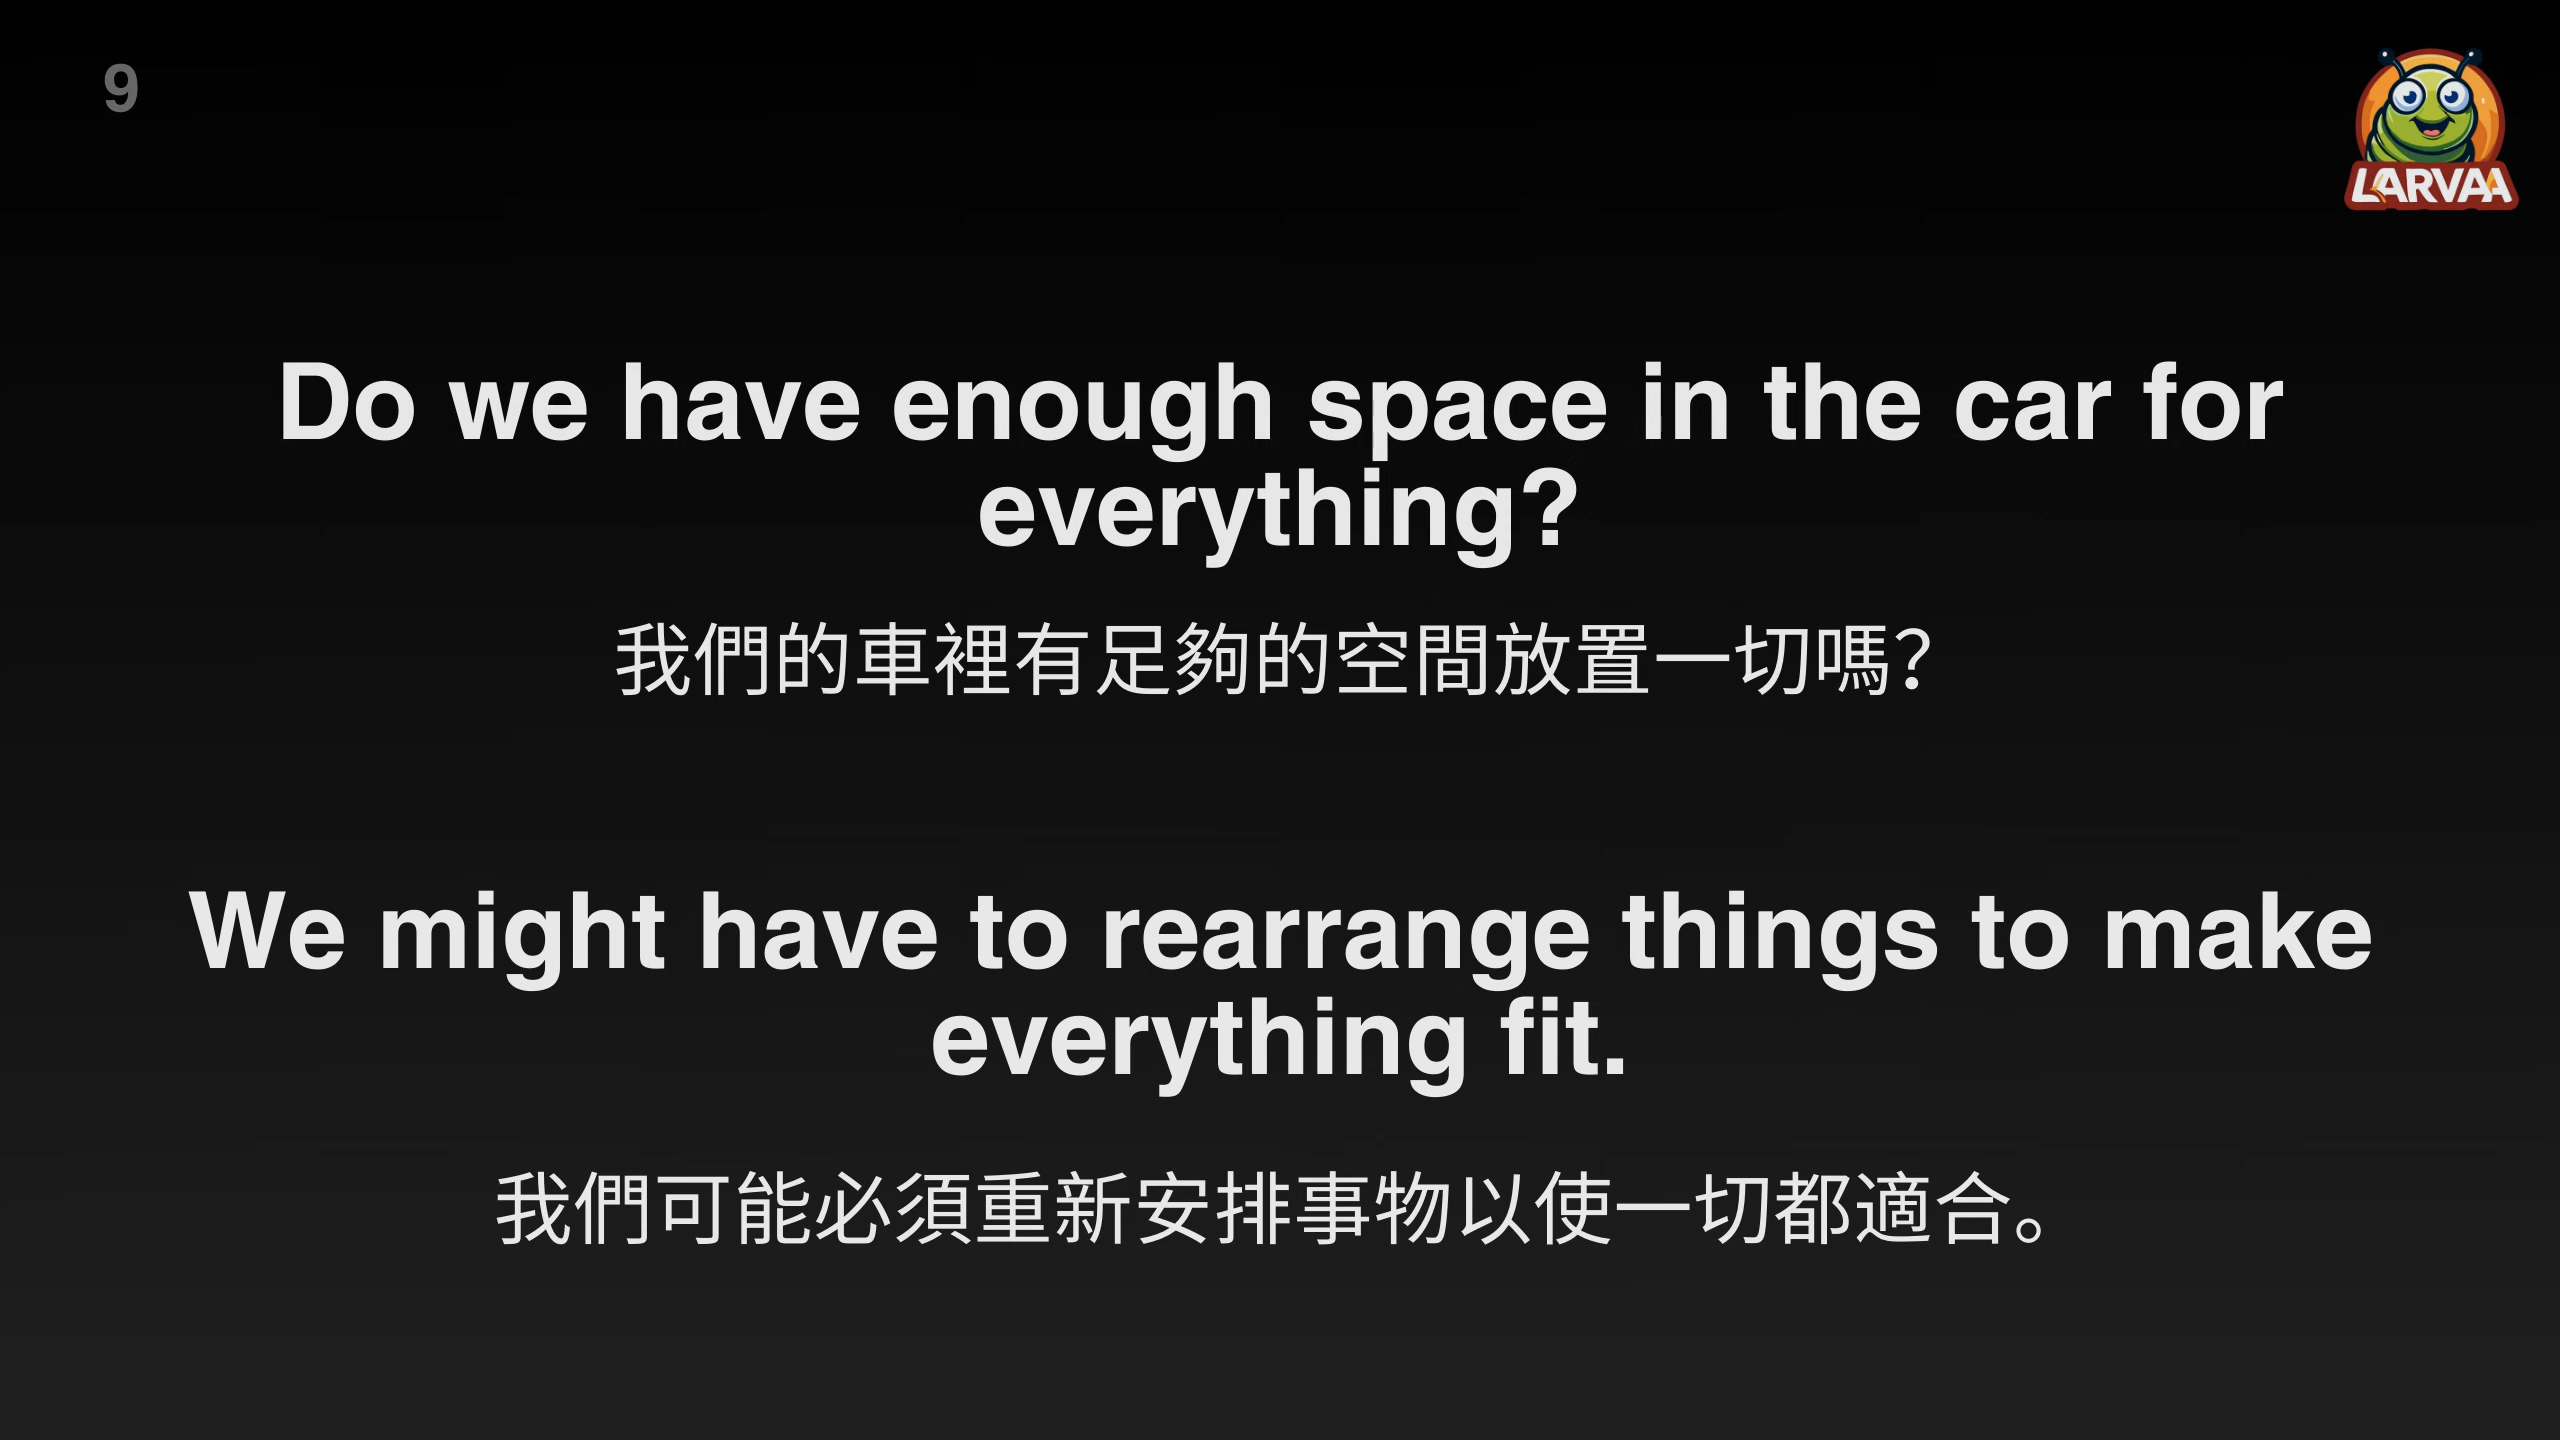 9
LARVAA
Do we have enough space in the car for
everything?
我們的車裡有足夠的空間放置一切嗎？
We might have to rearrange things to make
everything fit.
我們可能必須重新安排事物以使一切都適合。